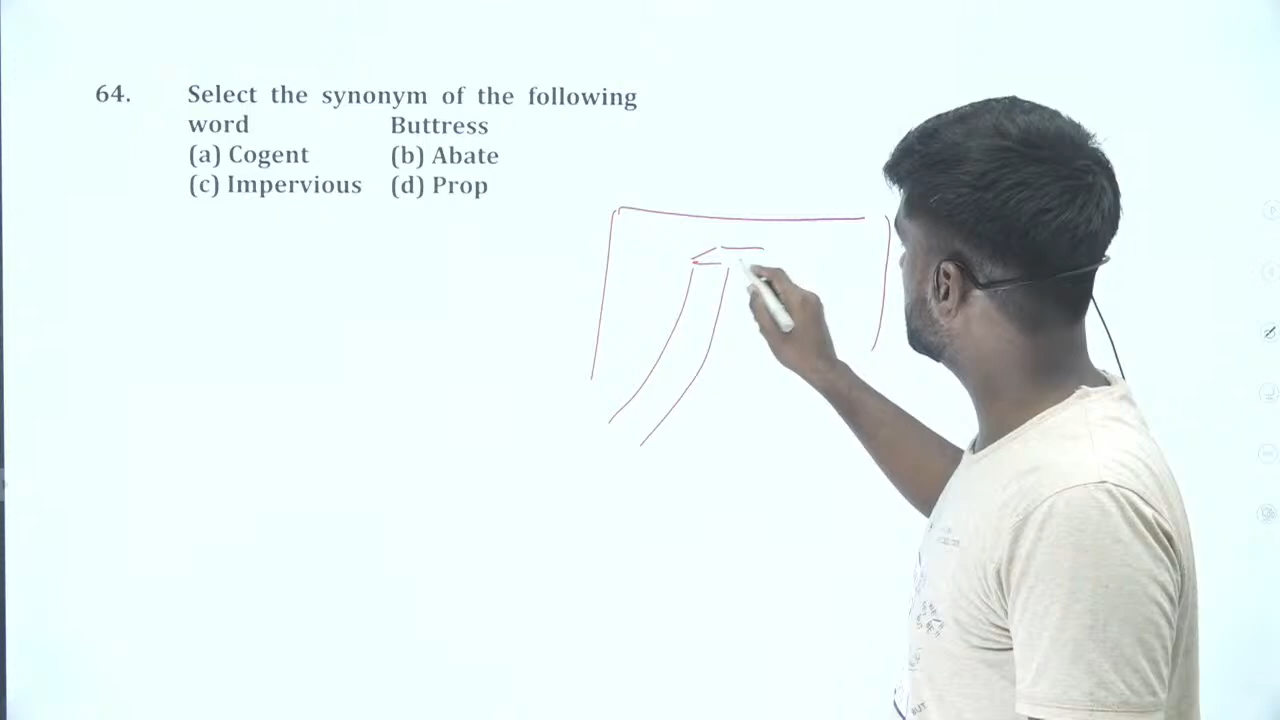 64. Select the synonym of the following
word Buttress
(a) Cogent (b) Abate
(c) Impervious (d) Prop